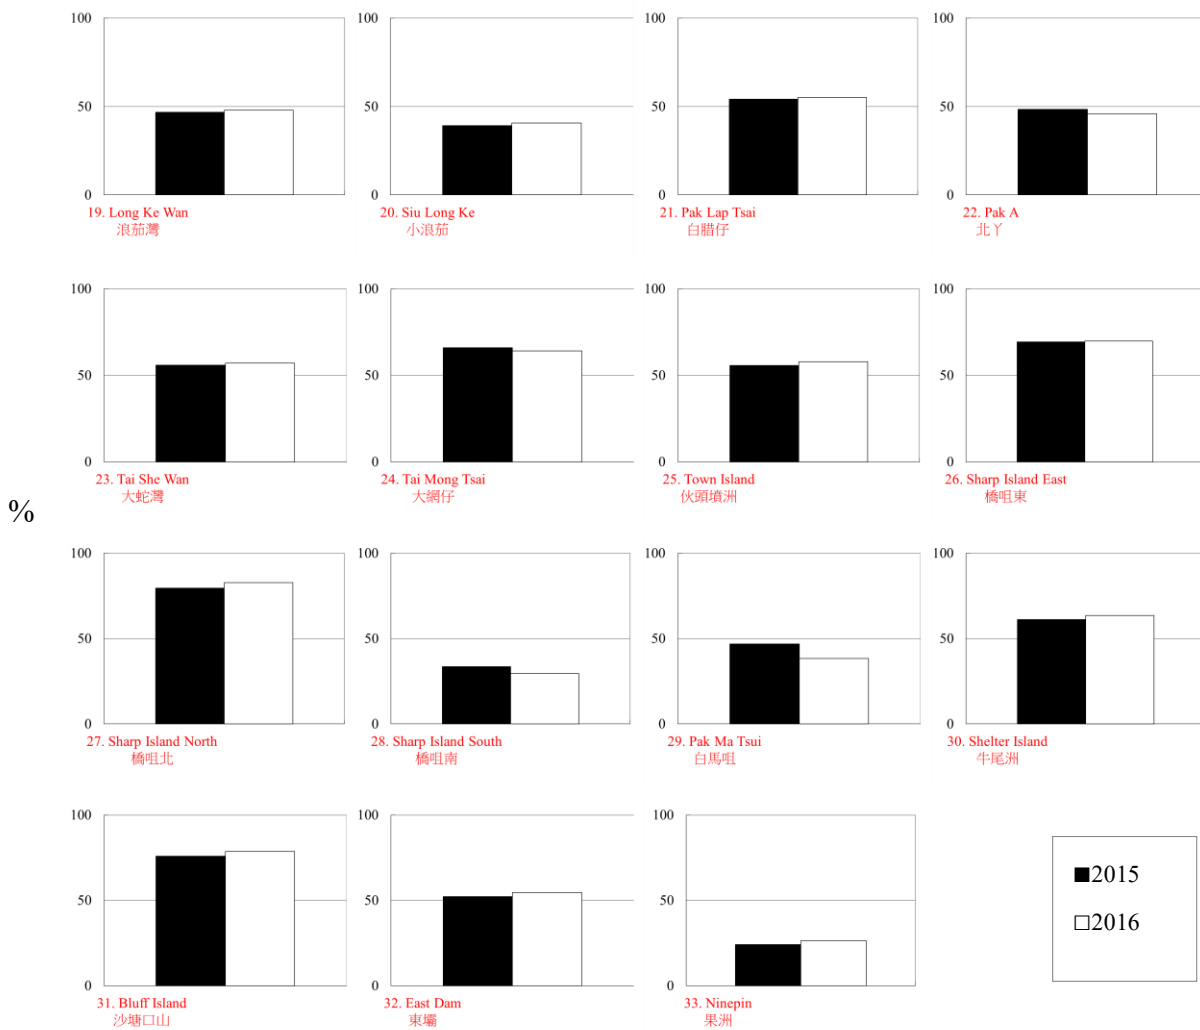 100
50
0
19. Long Ke Wan
浪茄灣
100
50
0
20. Siu Long Ke
小浪茄
100
50
0
21. Pak Lap Tsai
白腊仔
100
50
0
22. Pak A
北丫
100
50
0
23. Tai She Wan
大蛇灣
100
50
0
24. Tai Mong Tsai
大網仔
100
50
0
25. Town Island
伙頭墳洲
100
50
0
26. Sharp Island East
橋咀東
%
100
50
0
27. Sharp Island North
橋咀北
100
50
0
28. Sharp Island South
橋咀南
100
50
0
29. Pak Ma Tsui
白馬咀
100
50
0
30. Shelter Island
牛尾洲
100
50
0
31. Bluff Island
沙塘口山
100
50
0
32. East Dam
東壩
100
50
0
33. Ninepin
果洲
2015
2016